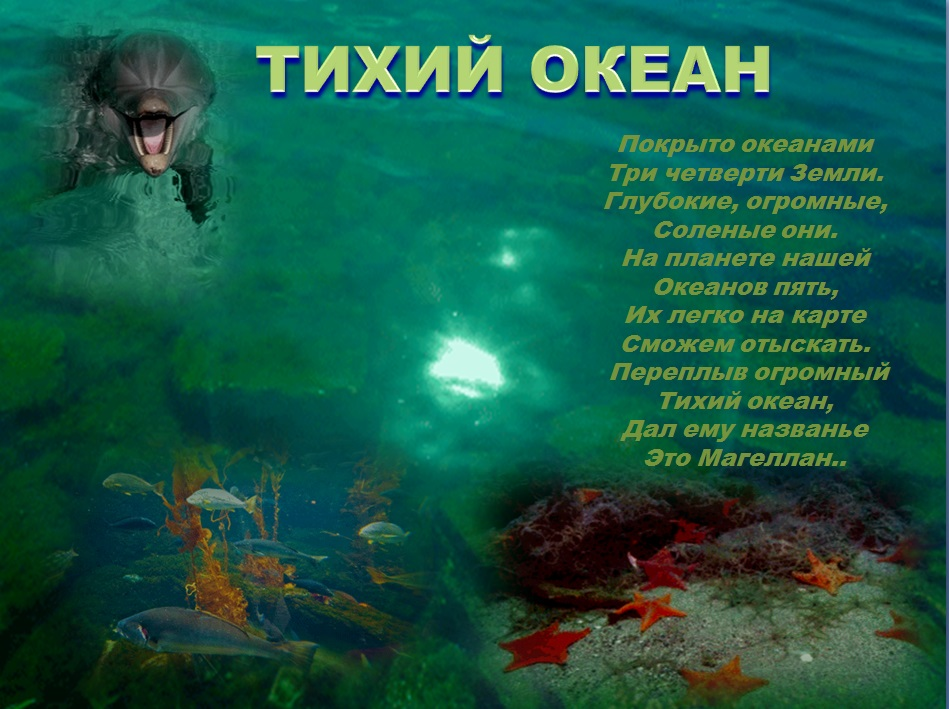 ТИХИЙ ОКЕАН
Покрыто океанами
Три четверти Земли.
Глубокие, огромные,
Соленые они.
На планете нашей
Океанов пять,
Их легко на карте
Сможем отыскать.
Переплыв огромный
Тихий океан,
Дал ему названье
Это Магеллан..